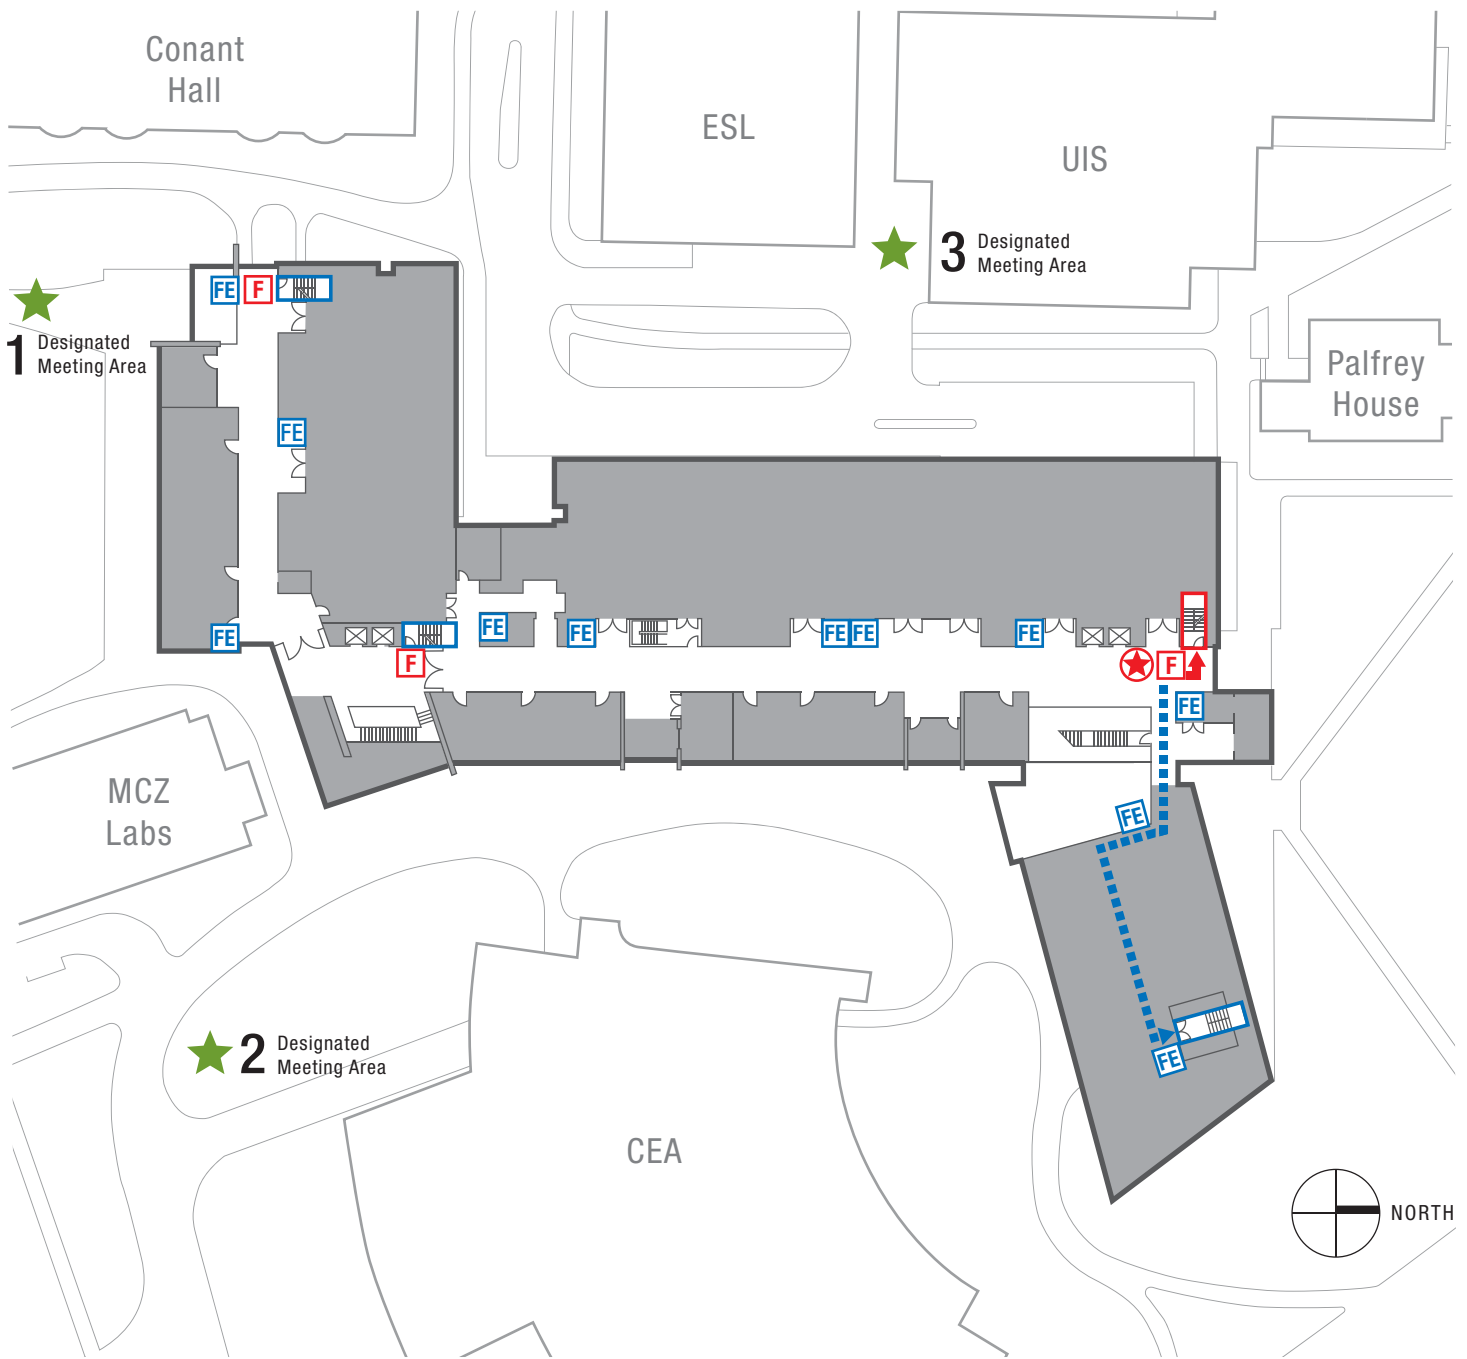 Conant
Hall
ESL
UIS
3 Designated
Meeting Area
FE F
1 Designated
Meeting Area
Palfrey
House
FE
FE
FE
FE
FE FE
FE
F
F
FE
MCZ
Labs
FE
2 Designated
Meeting Area
FE
CEA
NORTH